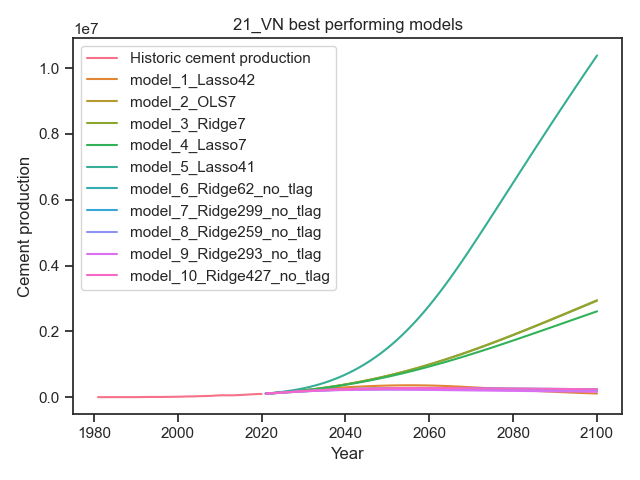 21_VN best performing models
1e7
Historic cement production
model_1_Lasso42
model_2_OLS7
model_3_Ridge7
model_4_Lasso7
model_5_Lasso41
model_6_Ridge62_no_tlag
model_7_Ridge299_no_tlag
model_8_Ridge259_no_tlag
model_9_Ridge293_no_tlag
model_10_Ridge427_no_tlag
Cement production
1.0
0.8
0.6
0.4
0.2
0.0
1980 2000 2020 2040 2060 2080 2100
Year